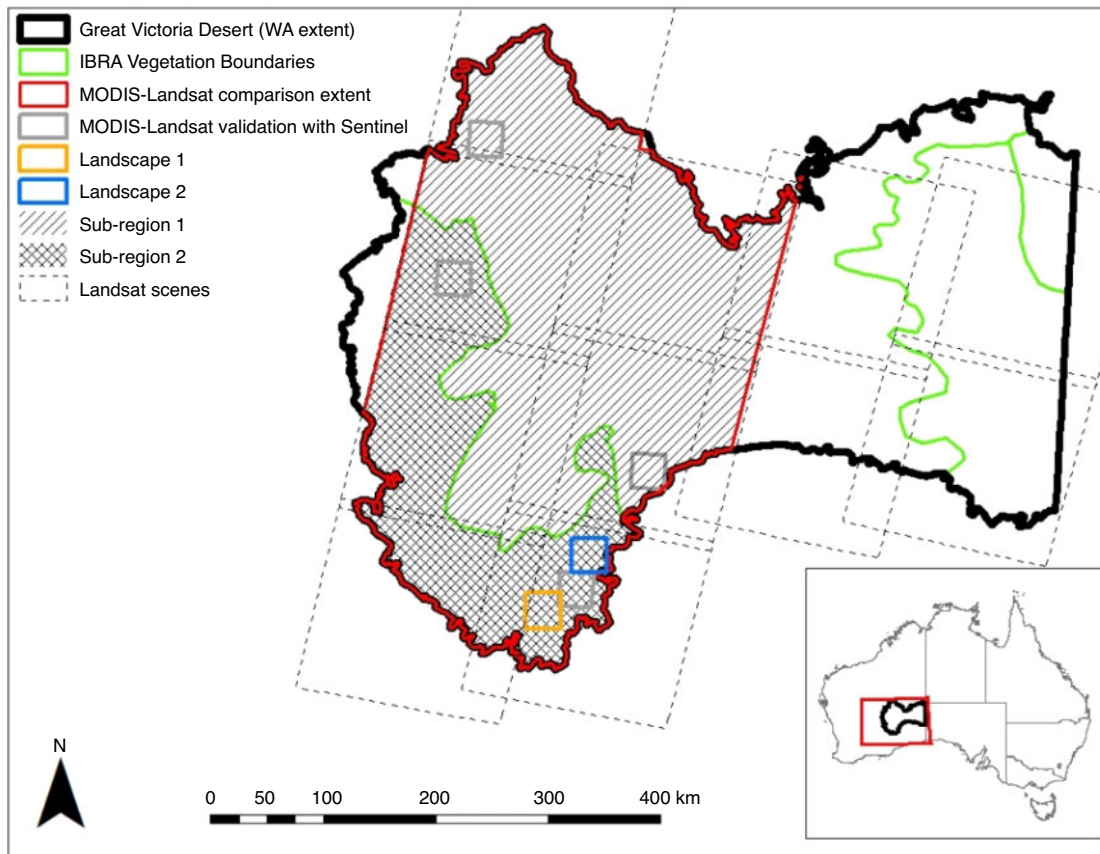 Great Victoria Desert (WA extent)
IBRA Vegetation Boundaries
MODIS-Landsat comparison extent
MODIS-Landsat validation with Sentinel
Landscape 1
Landscape 2
Sub-region 1
Sub-region 2
Landsat scenes
N
0 50 100 200 300 400 km